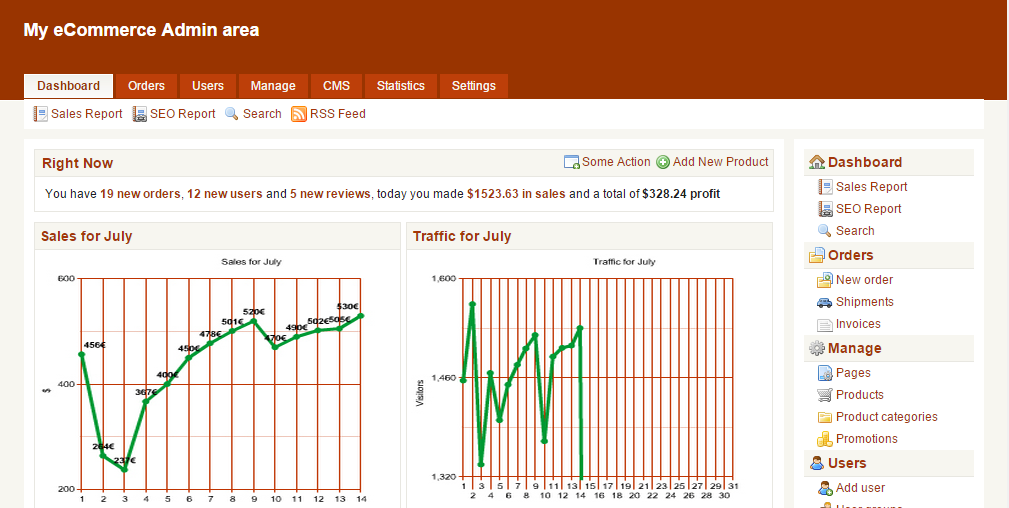 My eCommerce Admin area
Dashboard Orders Users Manage CMS Statistics Settings
Sales Report SEO Report Search RSS Feed
Right Now Some Action Add New Product
You have 19 new orders, 12 new users and 5 new reviews, today you made $1523.63 in sales and a total of $328.24 profit
Sales for July
Sales for July
600
400
200
$
456€ 264€ 237€ 367€ 400€ 450€ 478€ 501€ 520€ 470€ 490€ 502€ 505€ 530€
1 2 3 4 5 6 7 8 9 10 11 12 13 14
Traffic for July
Traffic for July
1,600
1,460
1,320
Visitors
1 3 5 7 9 11 13 15 17 19 21 23 25 27 29 31
2 4 6 8 10 12 14 16 18 20 22 24 26 28 30
Dashboard
Sales Report
SEO Report
Search
Orders
New order
Shipments
Invoices
Manage
Pages
Products
Product categories
Promotions
Users
Add user
User groups